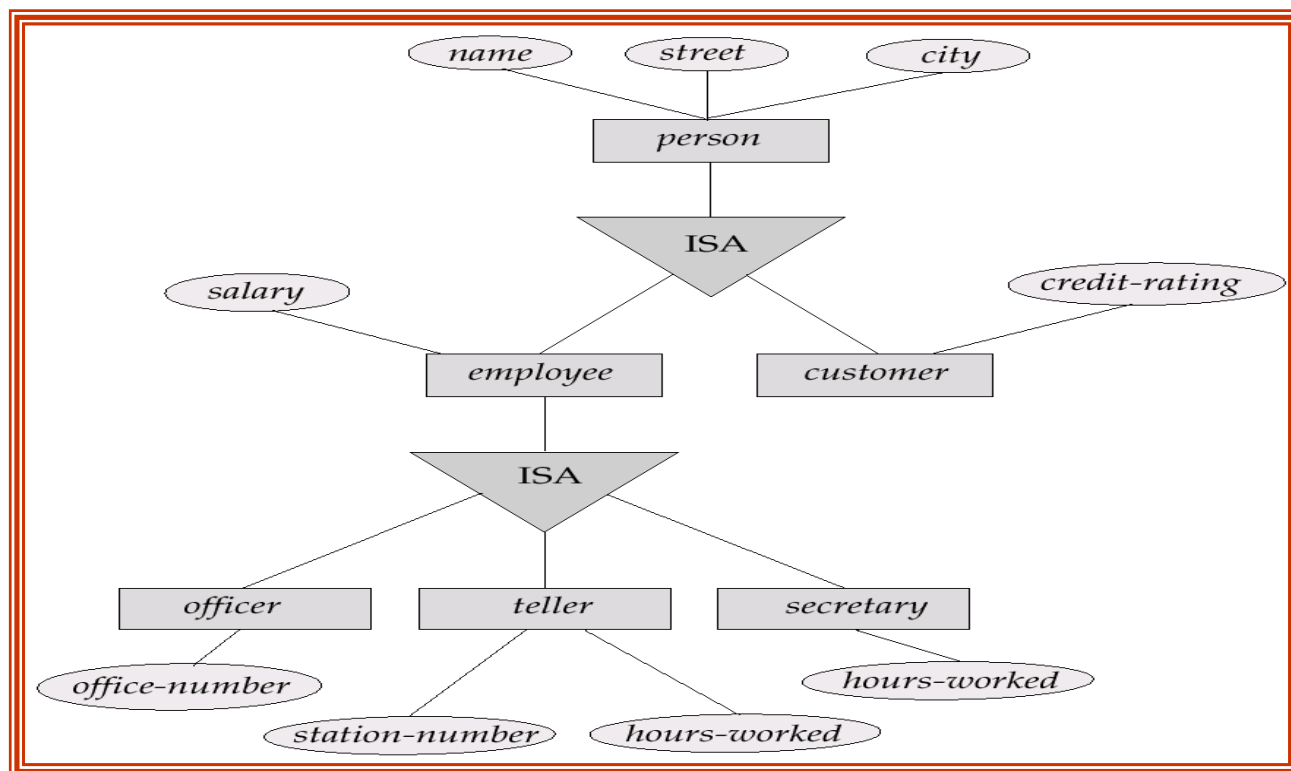 name
street
city
person
ISA
salary
credit-rating
employee
customer
ISA
officer
teller
secretary
office-number
hours-worked
station-number
hours-worked